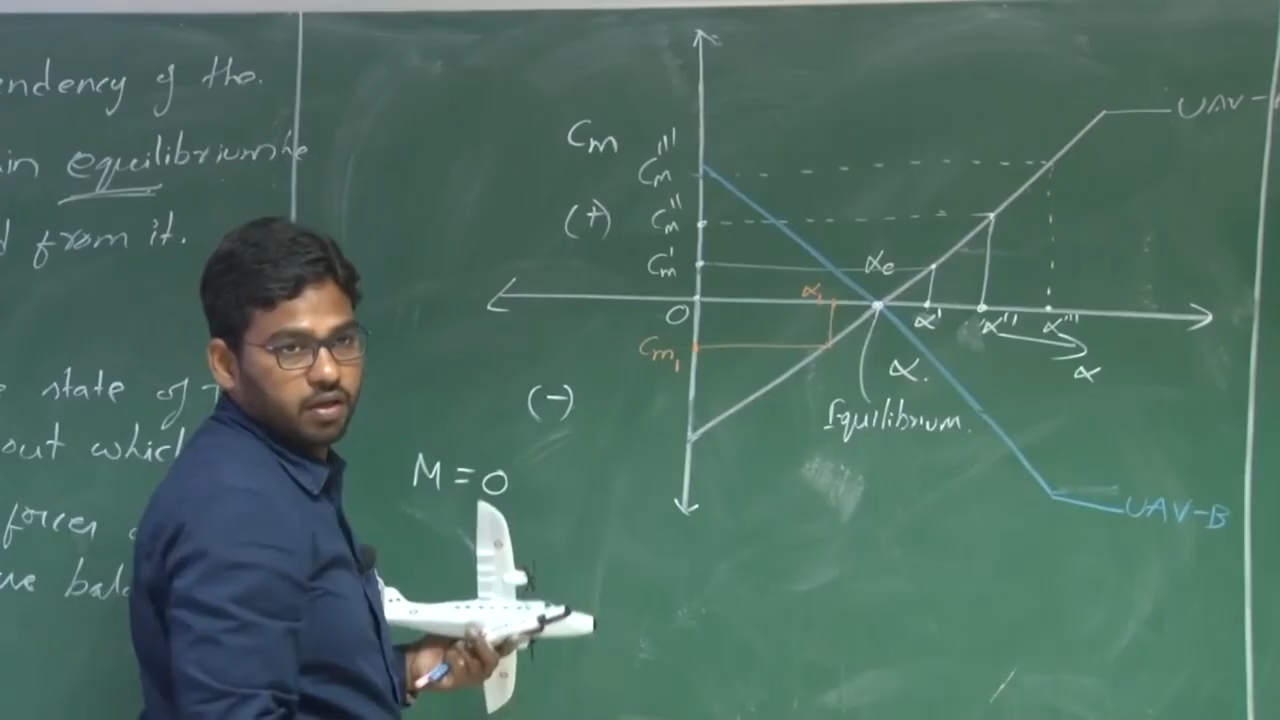 endency of the
in equilibrium
d from it.
state of
out which
forces
balo
Cm
Cm'''
(+)
Cm''
Cm'
O
Cm₁
(-)
α₁
αe
α'
α''
α'''
α
α.
Equilibrium.
UAV-
UAV-B
M = 0